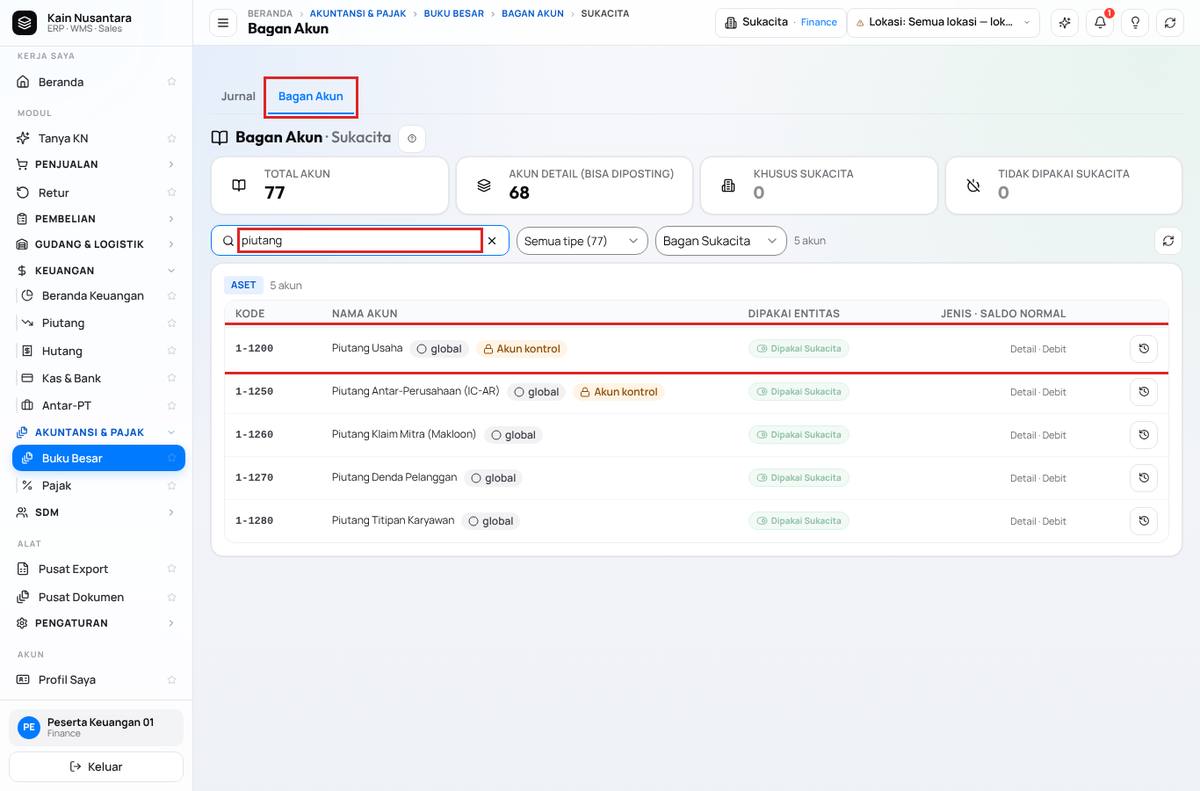 Kain Nusantara
ERP · WMS · Sales
KERJA SAYA
Beranda
MODUL
Tanya KN
PENJUALAN
Retur
PEMBELIAN
GUDANG & LOGISTIK
KEUANGAN
Beranda Keuangan
Piutang
Hutang
Kas & Bank
Antar-PT
AKUNTANSI & PAJAK
Buku Besar
Pajak
SDM
ALAT
Pusat Export
Pusat Dokumen
PENGATURAN
AKUN
Profil Saya
PE
Peserta Keuangan 01
Finance
Keluar
BERANDA › AKUNTANSI & PAJAK › BUKU BESAR › BAGAN AKUN › SUKACITA
Bagan Akun
Sukacita · Finance
Lokasi: Semua lokasi — lok...
1
Jurnal
Bagan Akun
Bagan Akun · Sukacita
TOTAL AKUN
77
AKUN DETAIL (BISA DIPOSTING)
68
KHUSUS SUKACITA
0
TIDAK DIPAKAI SUKACITA
0
piutang
Semua tipe (77)
Bagan Sukacita
5 akun
ASET 5 akun
KODE NAMA AKUN DIPAKAI ENTITAS JENIS · SALDO NORMAL
1-1200 Piutang Usaha global Akun kontrol Dipakai Sukacita Detail · Debit
1-1250 Piutang Antar-Perusahaan (IC-AR) global Akun kontrol Dipakai Sukacita Detail · Debit
1-1260 Piutang Klaim Mitra (Makloon) global Dipakai Sukacita Detail · Debit
1-1270 Piutang Denda Pelanggan global Dipakai Sukacita Detail · Debit
1-1280 Piutang Titipan Karyawan global Dipakai Sukacita Detail · Debit